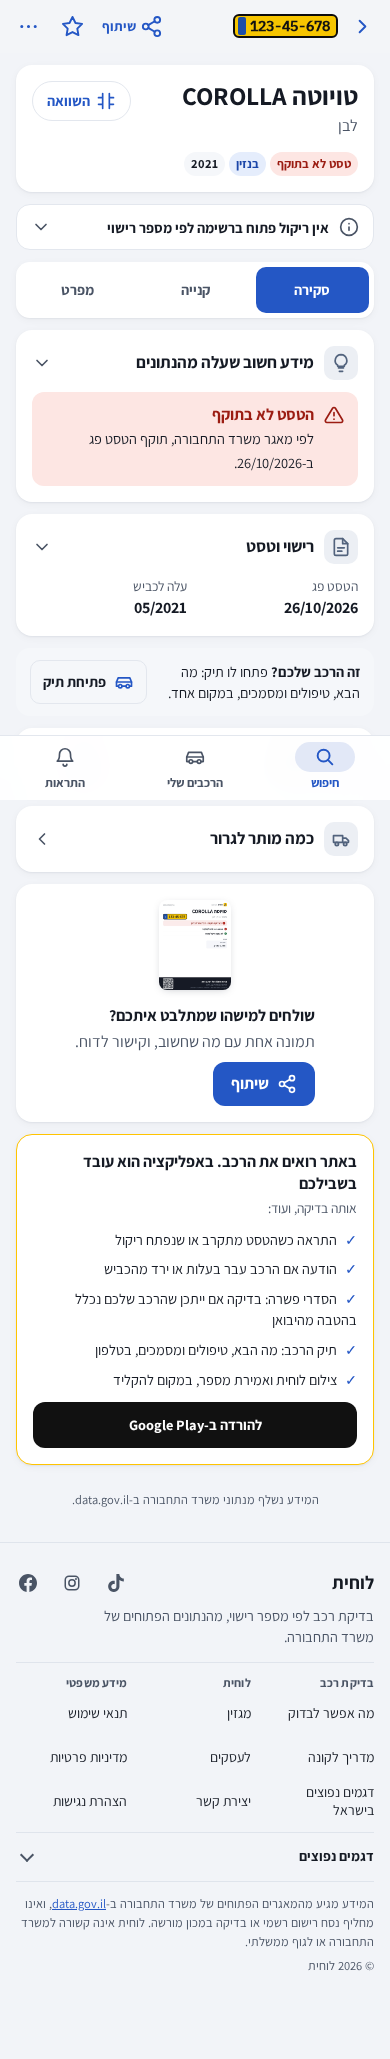 123-45-678
שיתוף
טויוטה COROLLA
השוואה
לבן
טסט לא בתוקף
בנזין
2021
אין ריקול פתוח ברשימה לפי מספר רישוי
סקירה
קנייה
מפרט
מידע חשוב שעלה מהנתונים
הטסט לא בתוקף
לפי מאגר משרד התחבורה, תוקף הטסט פג
ב-26/10/2026.
רישוי וטסט
הטסט פג
עלה לכביש
26/10/2026
05/2021
זה הרכב שלכם? פתחו לו תיק: מה
הבא, טיפולים ומסמכים, במקום אחד.
פתיחת תיק
חיפוש
הרכבים שלי
התראות
כמה מותר לגרור
שולחים למישהו שמתלבט איתכם?
תמונה אחת עם מה שחשוב, וקישור לדוח.
שיתוף
באתר רואים את הרכב. באפליקציה הוא עובד
בשבילכם
אותה בדיקה, ועוד:
✓ התראה כשהטסט מתקרב או שנפתח ריקול
✓ הודעה אם הרכב עבר בעלות או ירד מהכביש
✓ הסדרי פשרה: בדיקה אם ייתכן שהרכב שלכם נכלל
בהטבה מהיבואן
✓ תיק הרכב: מה הבא, טיפולים ומסמכים, בטלפון
✓ צילום לוחית ואמירת מספר, במקום להקליד
להורדה ב-Google Play
המידע נשלף מנתוני משרד התחבורה ב-data.gov.il.
לוחית
בדיקת רכב לפי מספר רישוי, מהנתונים הפתוחים של
משרד התחבורה.
בדיקת רכב
לוחית
מידע משפטי
מה אפשר לבדוק
מגזין
תנאי שימוש
מדריך לקונה
לעסקים
מדיניות פרטיות
דגמים נפוצים
בישראל
יצירת קשר
הצהרת נגישות
דגמים נפוצים
המידע מגיע מהמאגרים הפתוחים של משרד התחבורה ב-data.gov.il, ואינו
מחליף נסח רישום רשמי או בדיקה במכון מורשה. לוחית אינה קשורה למשרד
התחבורה או לגוף ממשלתי.
© 2026 לוחית